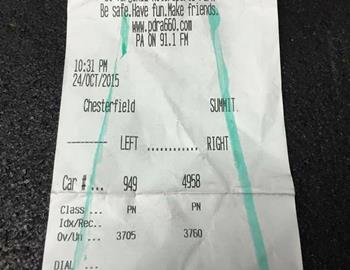 Be safe.Have fun.Make friends.
www.pdra660.com
PA ON 91.1 FM
10:31 PM
24/OCT/2015
Chesterfield SUMMIT
--------- LEFT ............ RIGHT
Car # ... 949 4958
Class ... PN PN
Idx/Rec..
Ov/Un ... 3705 3760
DIAL